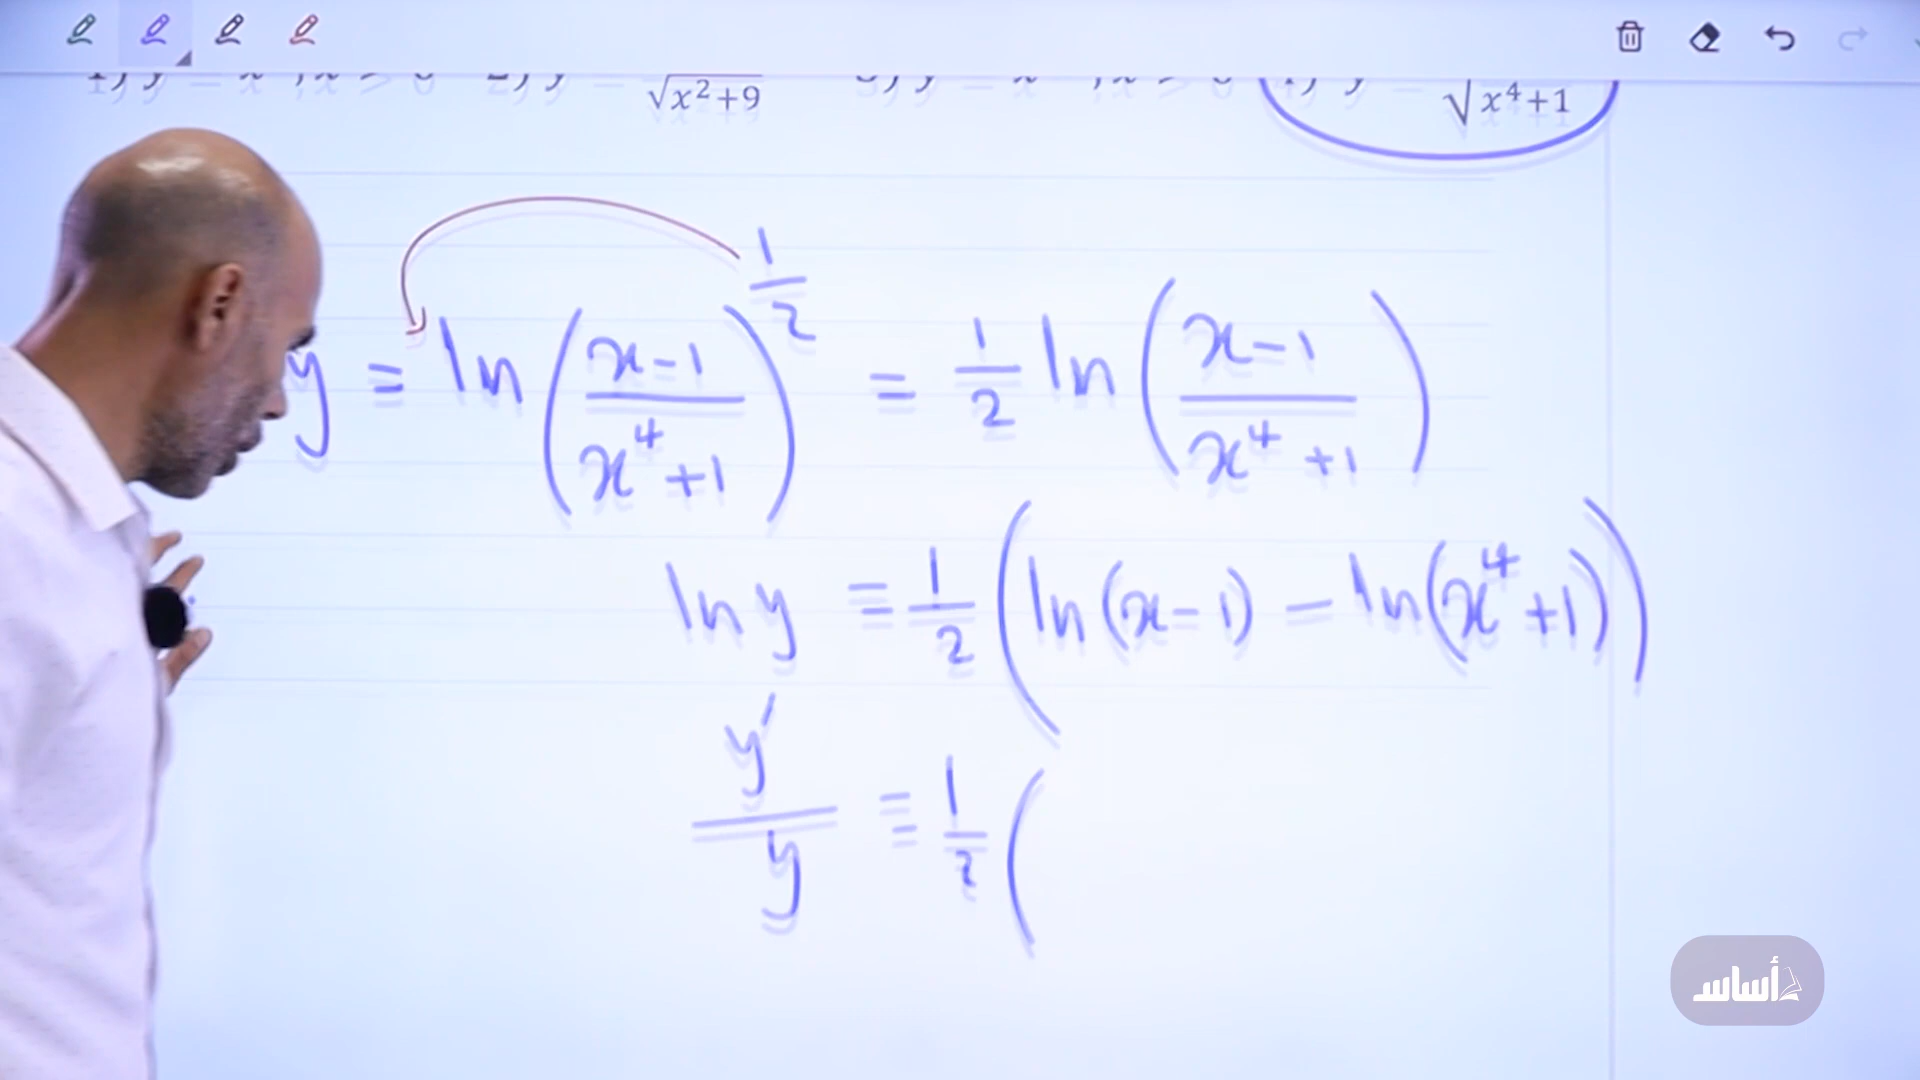 √x²+9 √x⁴+1
y = ln(x-1/x⁴+1)^1/2 = 1/2 ln(x-1/x⁴+1)
ln y = 1/2 (ln(x-1) - ln(x⁴+1))
y'/y = 1/2 (
أساس